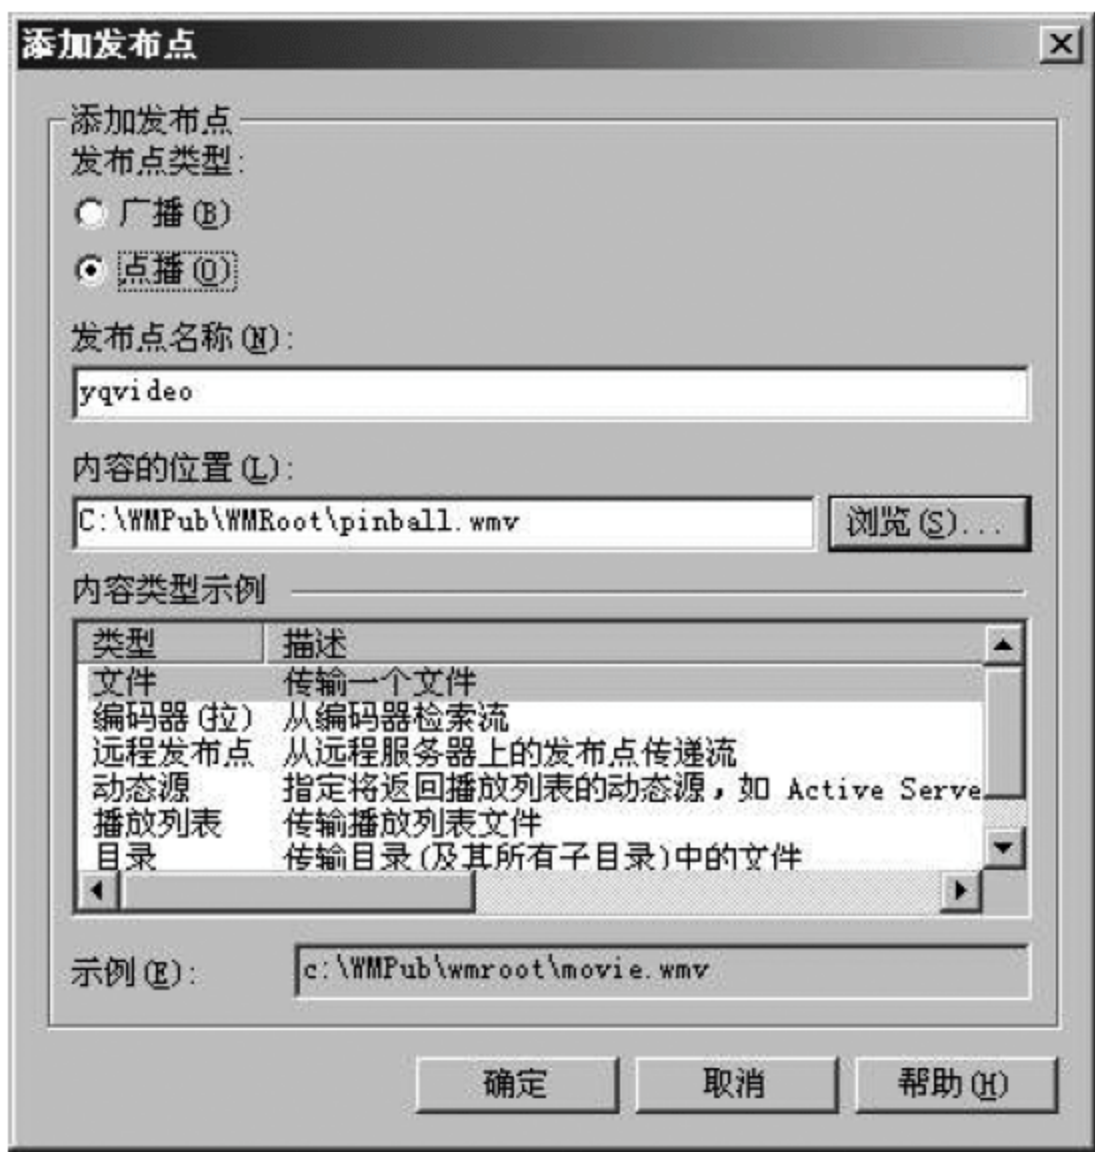 添加发布点
添加发布点
发布点类型:
广播(B)
点播(O)
发布点名称(N):
yqvideo
内容的位置(L):
C:\WMPub\WMRoot\pinball.wmv
浏览(S)...
内容类型示例
类型 描述
文件 传输一个文件
编码器(拉) 从编码器检索流
远程发布点 从远程服务器上的发布点传递流
动态源 指定将返回播放列表的动态源，如 Active Serve
播放列表 传输播放列表文件
目录 传输目录(及其所有子目录)中的文件
示例(E):
c:\WMPub\wmroot\movie.wmv
确定 取消 帮助(H)